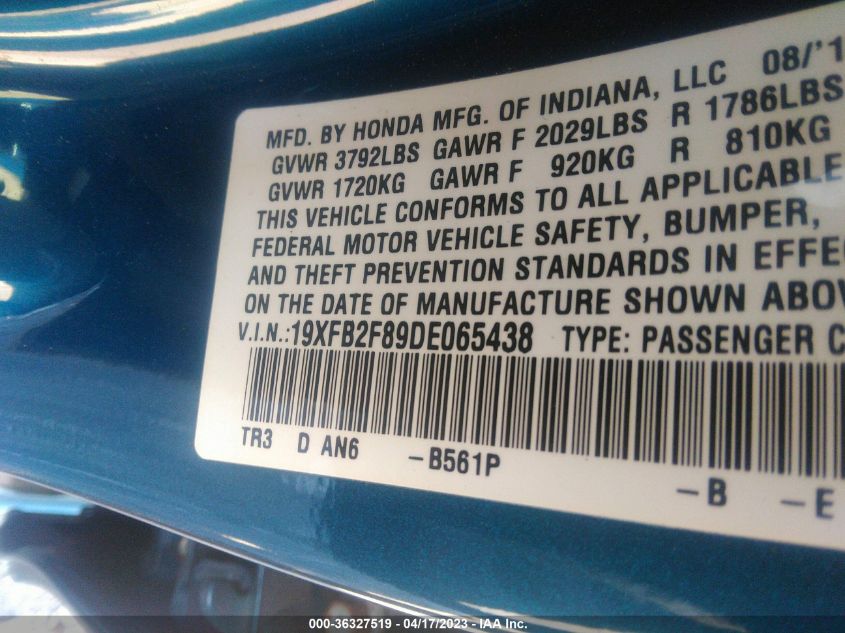 MFD. BY HONDA MFG. OF INDIANA, LLC 08/'1
GVWR 3792LBS GAWR F 2029LBS R 1786LBS
GVWR 1720KG GAWR F 920KG R 810KG
THIS VEHICLE CONFORMS TO ALL APPLICABLE
FEDERAL MOTOR VEHICLE SAFETY, BUMPER,
AND THEFT PREVENTION STANDARDS IN EFFE
ON THE DATE OF MANUFACTURE SHOWN ABOV
V.I.N.:19XFB2F89DE065438 TYPE: PASSENGER C
TR3 D AN6 -B561P -B -E
000-36327519 - 04/17/2023 - IAA Inc.